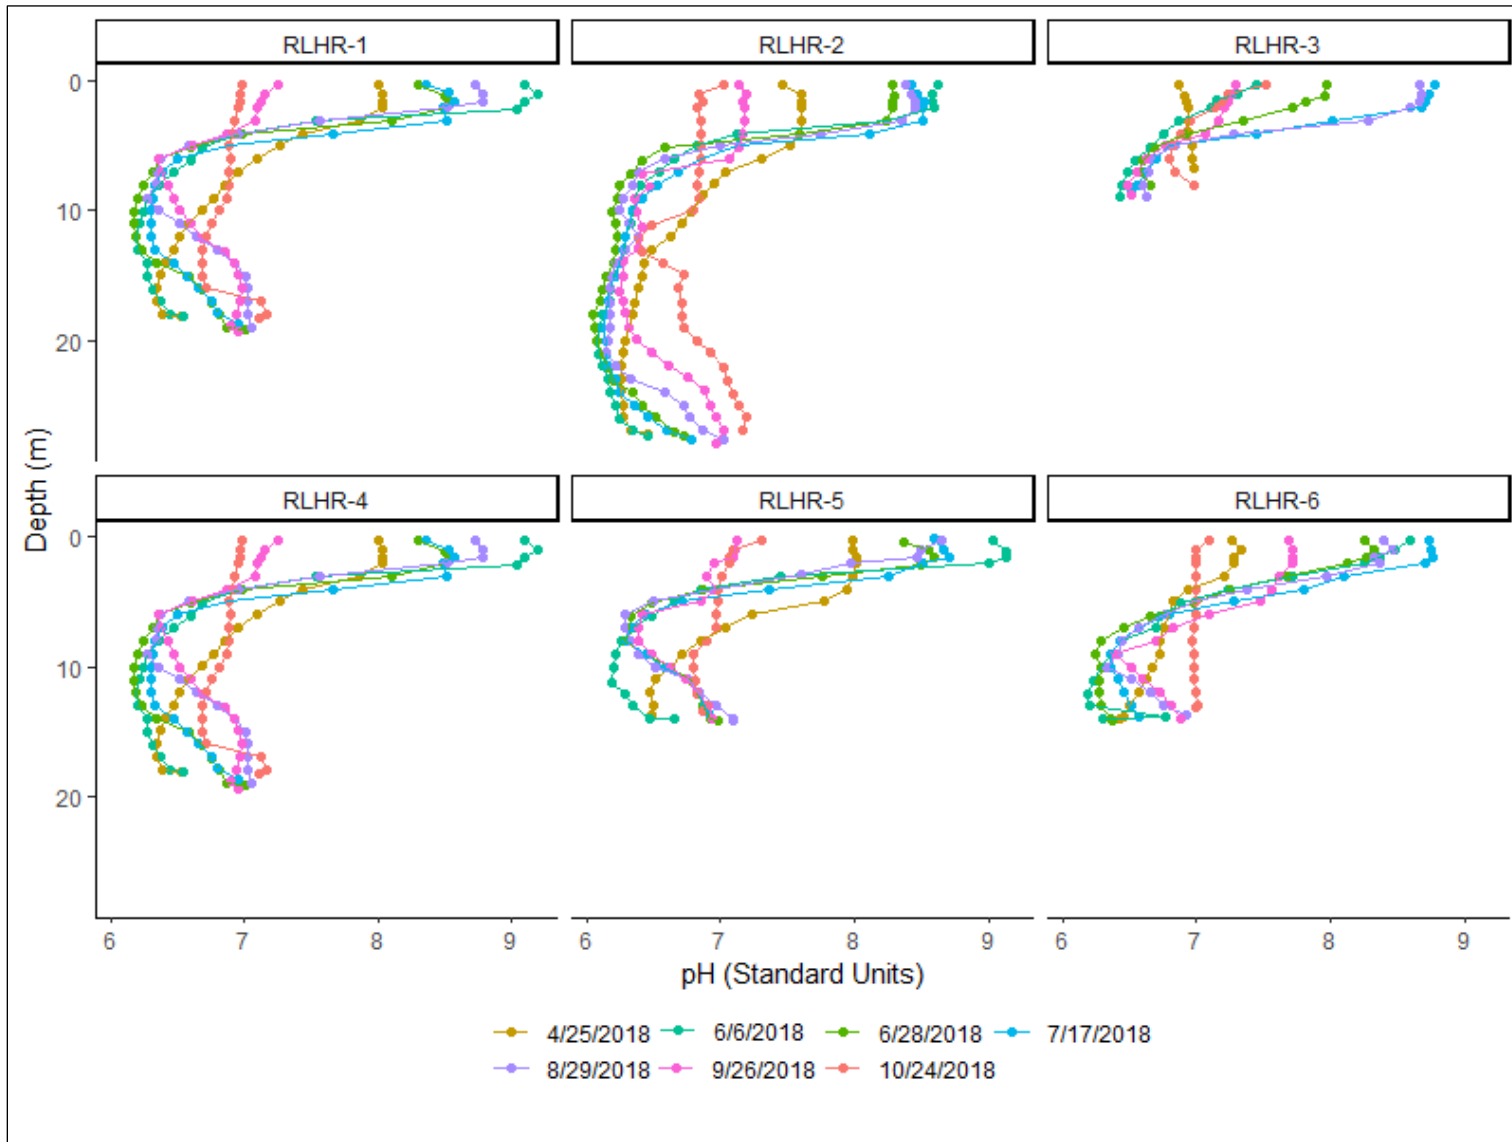 RLHR-1 RLHR-2 RLHR-3
0
10
20
Depth (m)
RLHR-4 RLHR-5 RLHR-6
0
10
20
6 7 8 9 6 7 8 9 6 7 8 9
pH (Standard Units)
4/25/2018 6/6/2018 6/28/2018 7/17/2018
8/29/2018 9/26/2018 10/24/2018